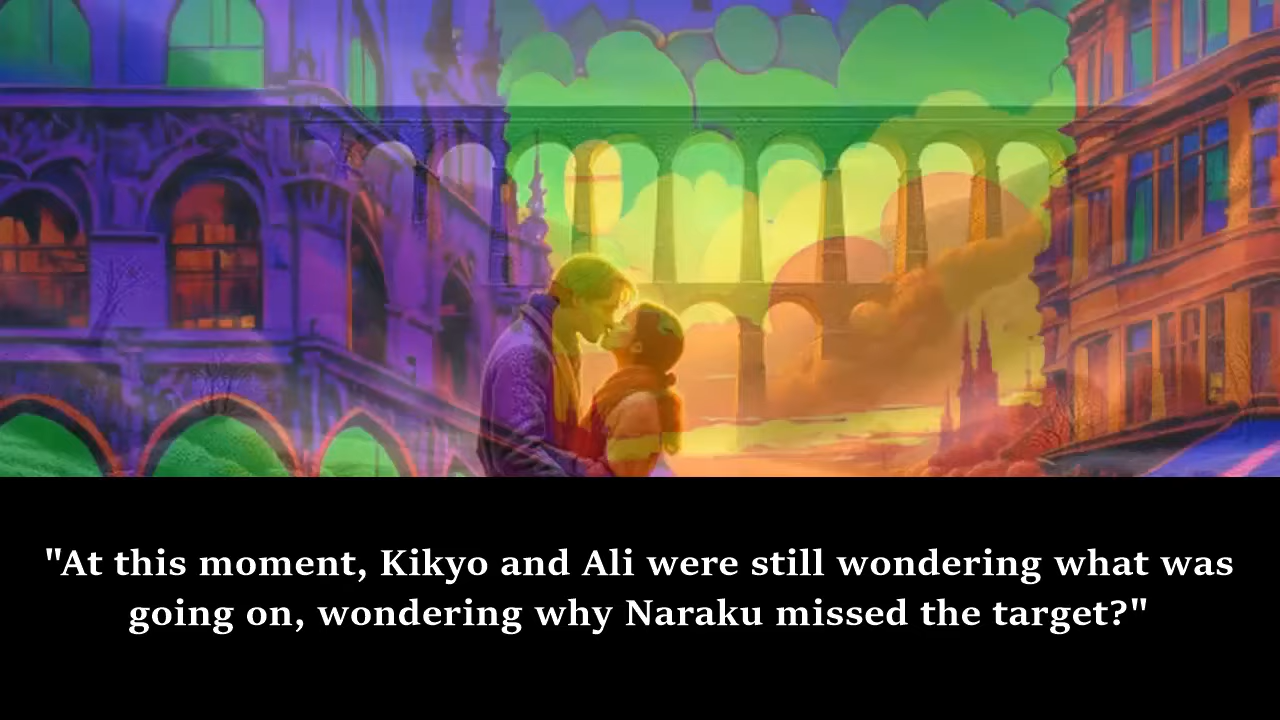 "At this moment, Kikyo and Ali were still wondering what was
going on, wondering why Naraku missed the target?"